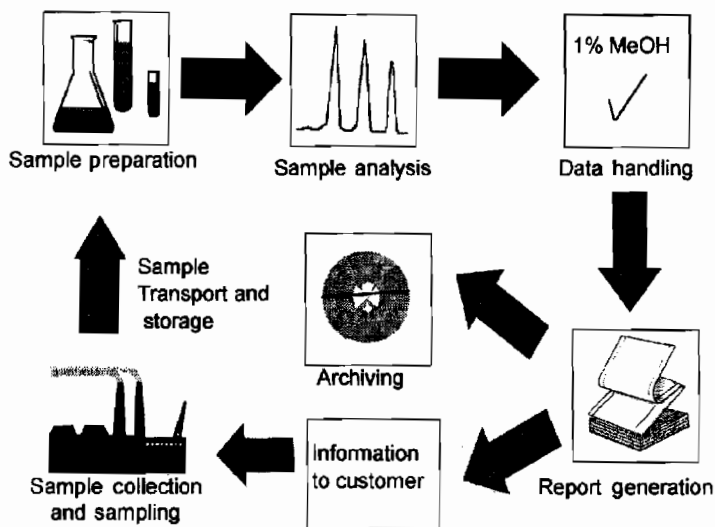 1% MeOH
Sample preparation
Sample analysis
Data handling
Sample
Transport and
storage
Archiving
Information
to customer
Report generation
Sample collection
and sampling